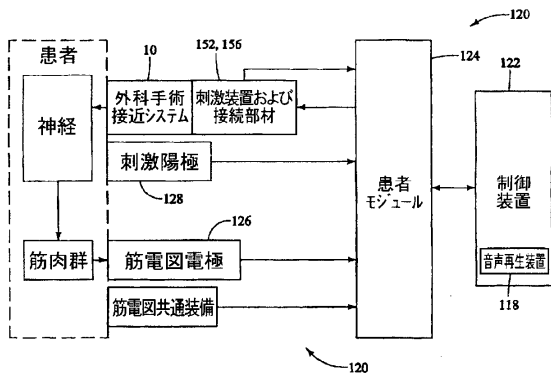 120
患者
10
152, 156
124
122
神経
外科手術
接近システム
刺激装置および
接続部材
刺激陽極
128
患者
モジュール
制御
装置
126
筋肉群
筋電図電極
音声再生装置
118
筋電図共通装備
120